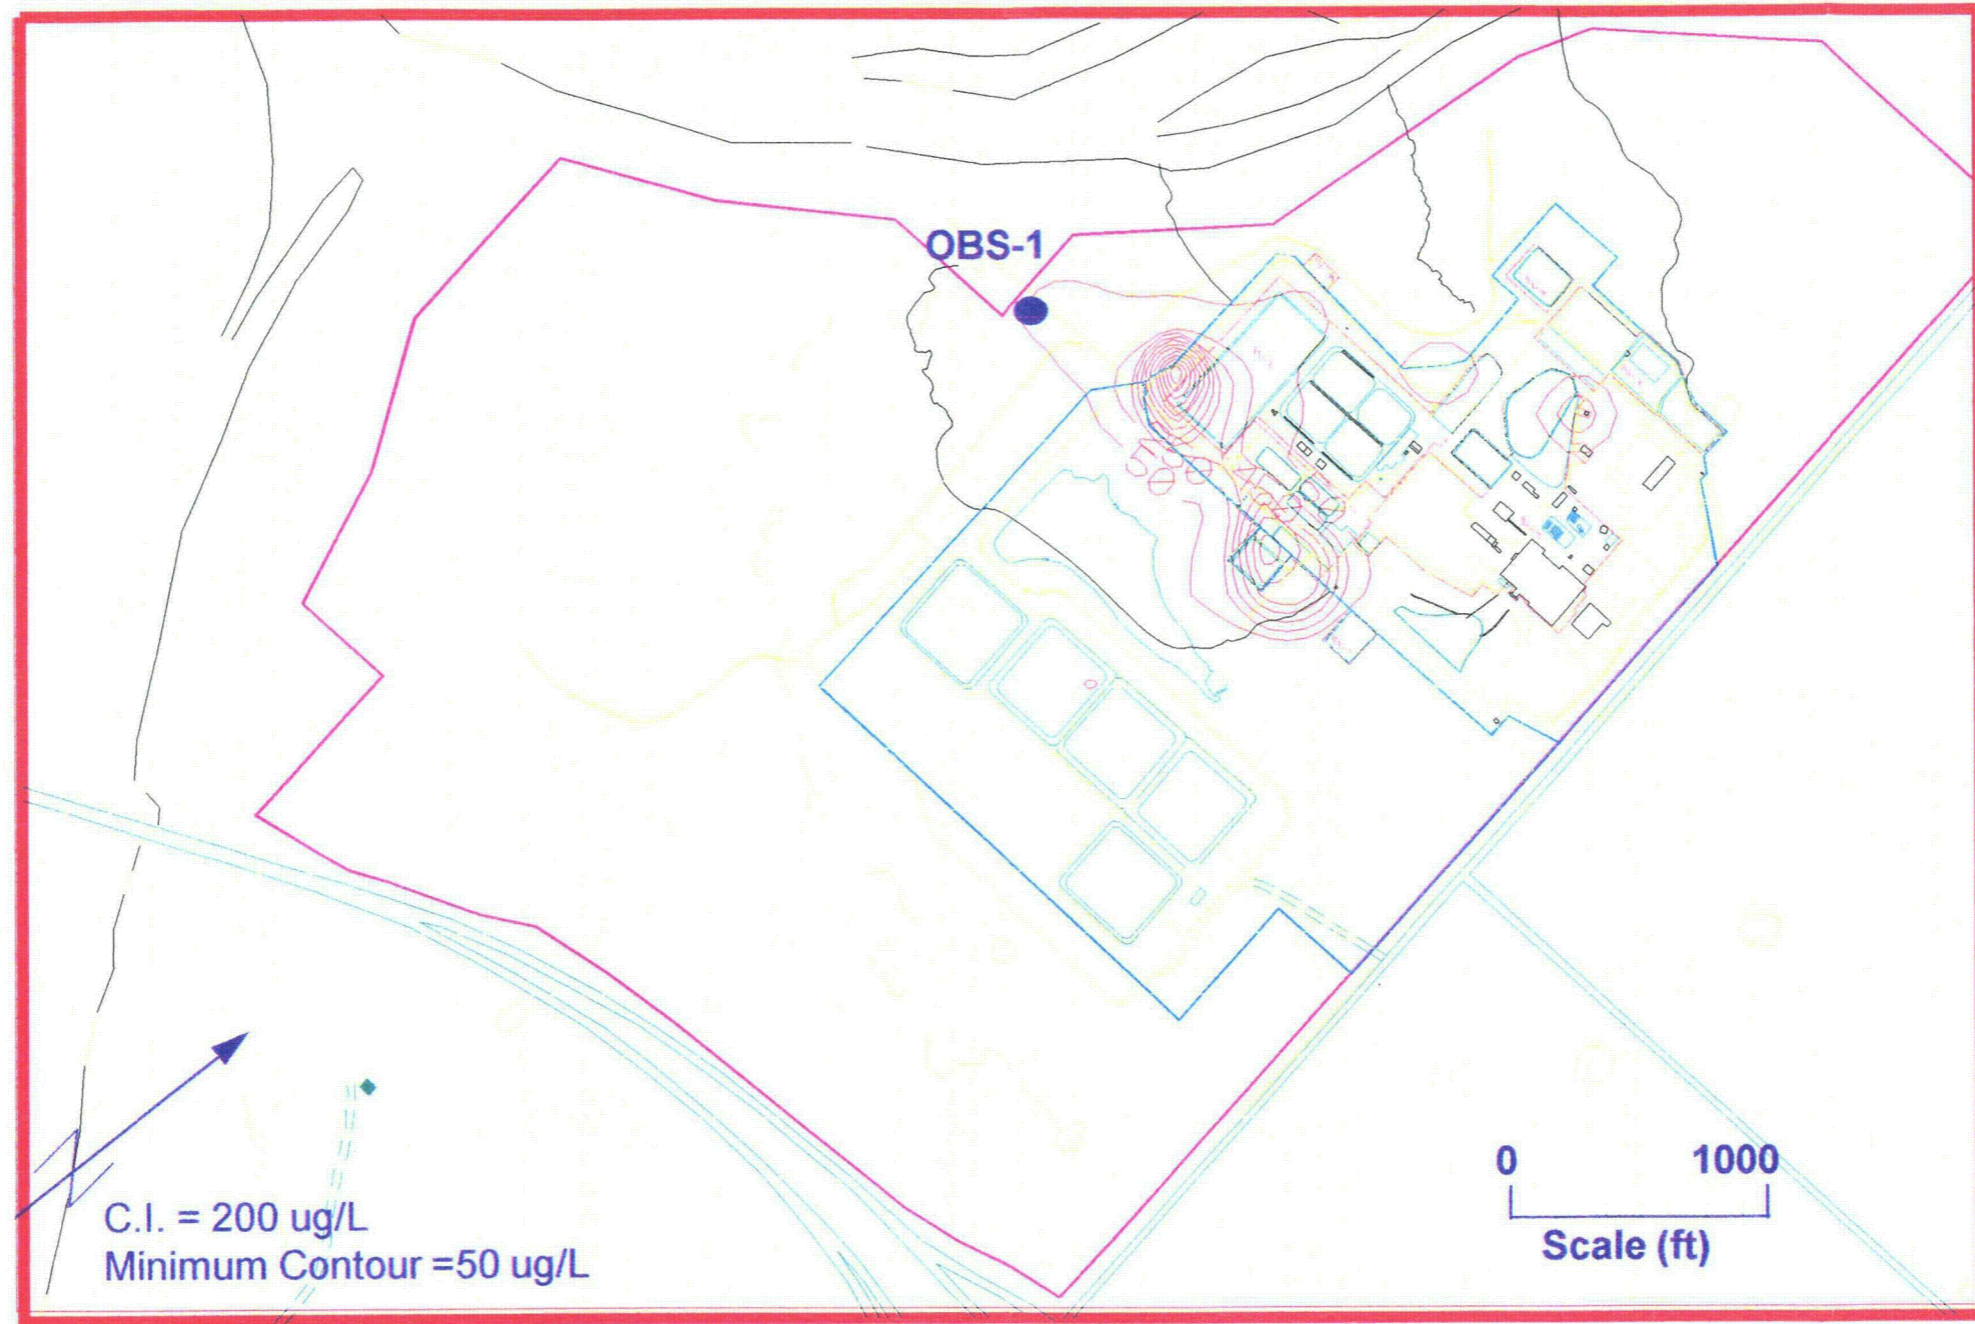 OBS-1
0 1000
Scale (ft)
C.I. = 200 ug/L
Minimum Contour =50 ug/L